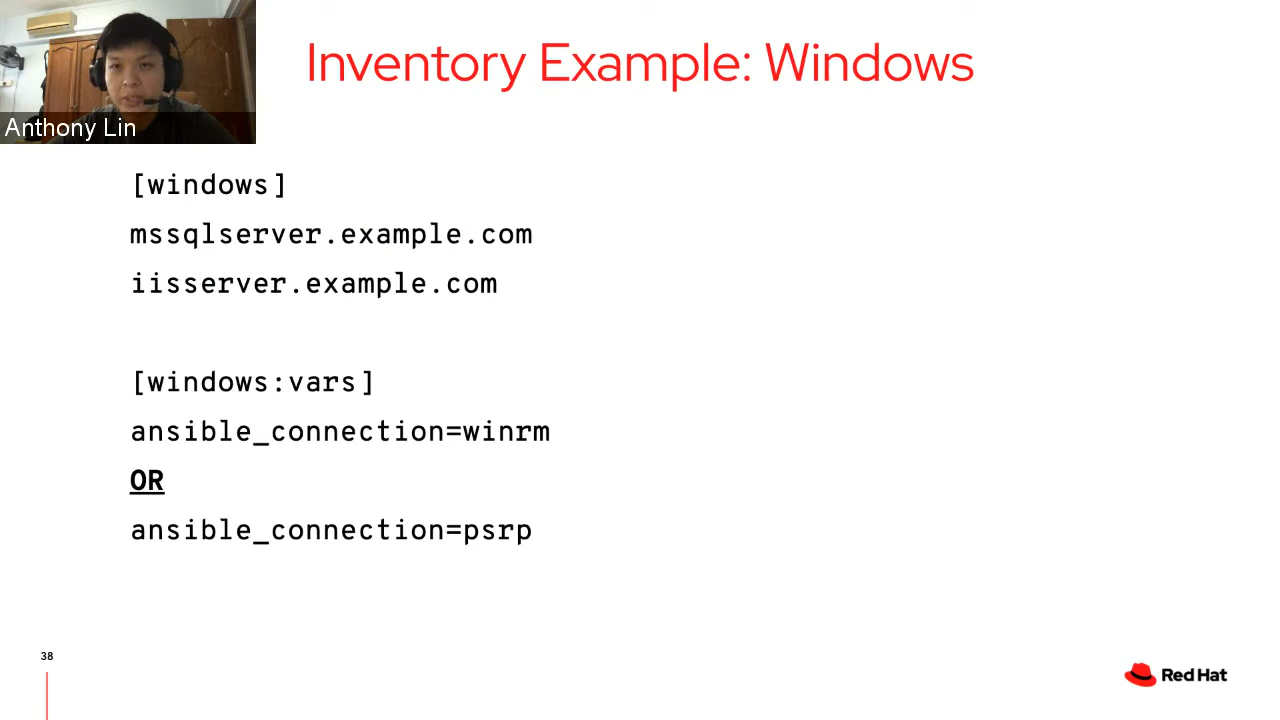 Inventory Example: Windows
Anthony Lin
[windows]
mssqlserver.example.com
iisserver.example.com
[windows:vars]
ansible_connection=winrm
OR
ansible_connection=psrp
38
Red Hat